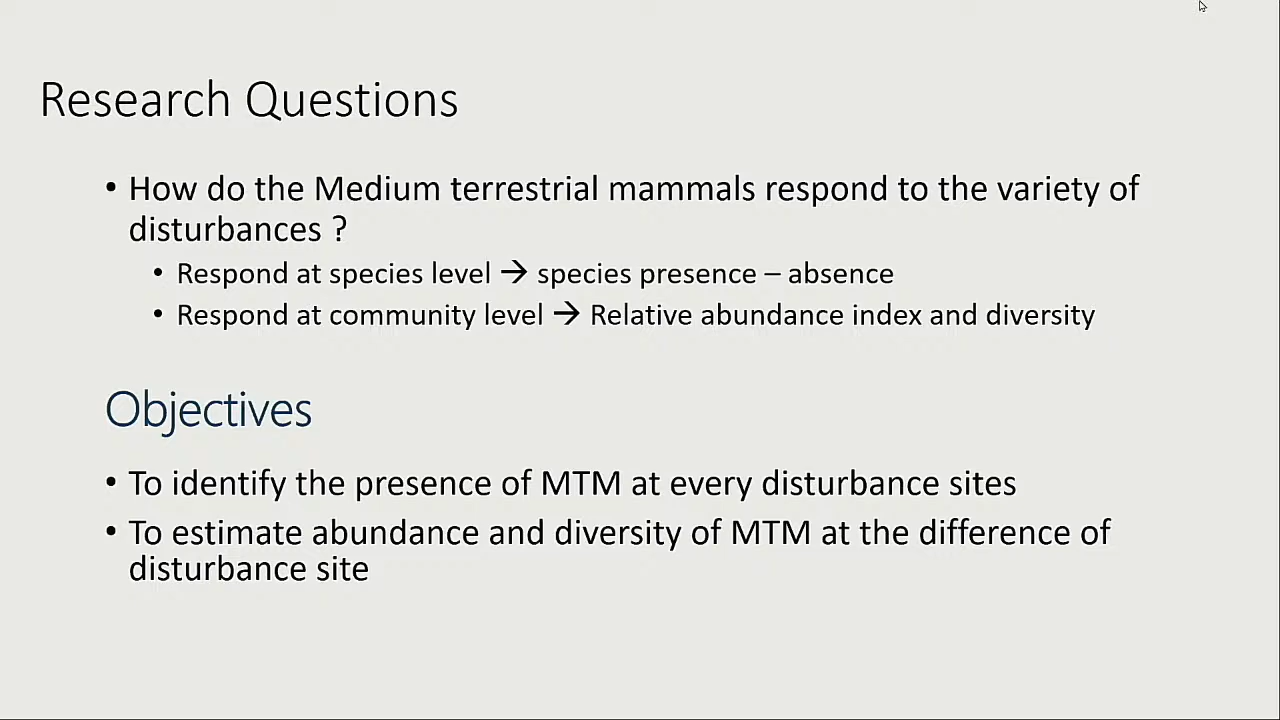 Research Questions
• How do the Medium terrestrial mammals respond to the variety of
disturbances ?
• Respond at species level → species presence – absence
• Respond at community level → Relative abundance index and diversity
Objectives
• To identify the presence of MTM at every disturbance sites
• To estimate abundance and diversity of MTM at the difference of
disturbance site